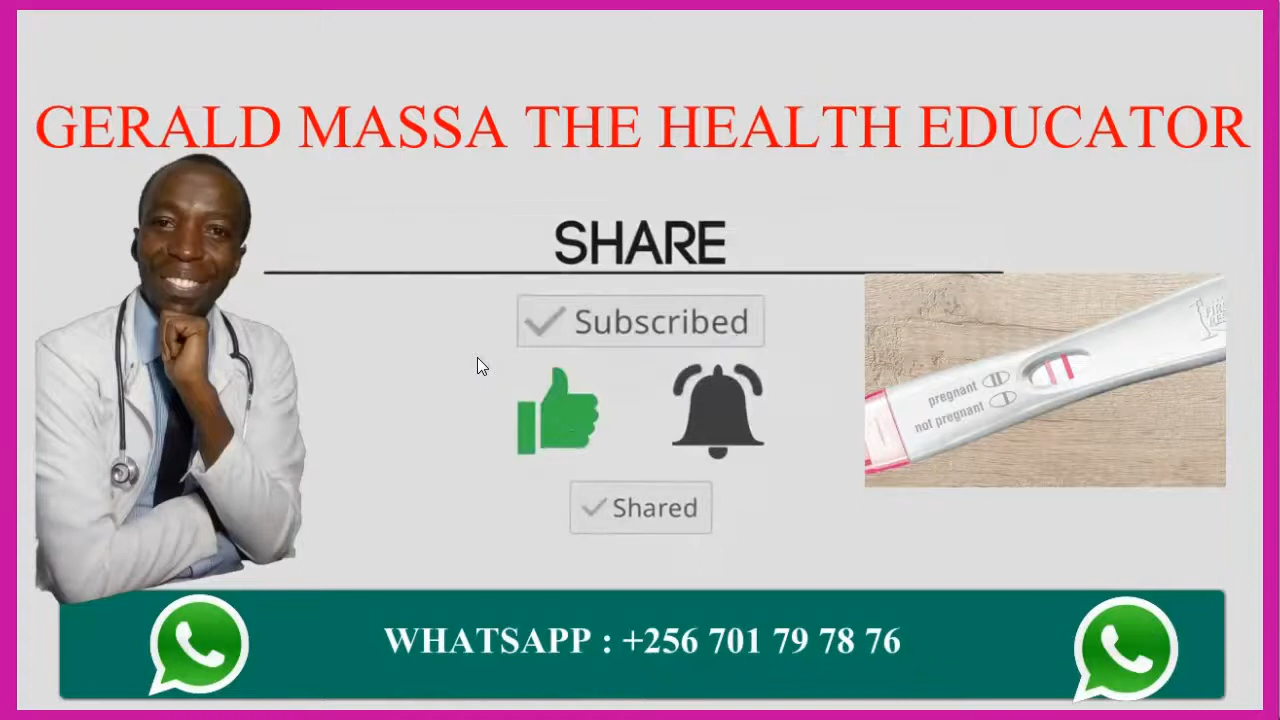 GERALD MASSA THE HEALTH EDUCATOR
SHARE
Subscribed
pregnant
not pregnant
Shared
WHATSAPP : +256 701 79 78 76